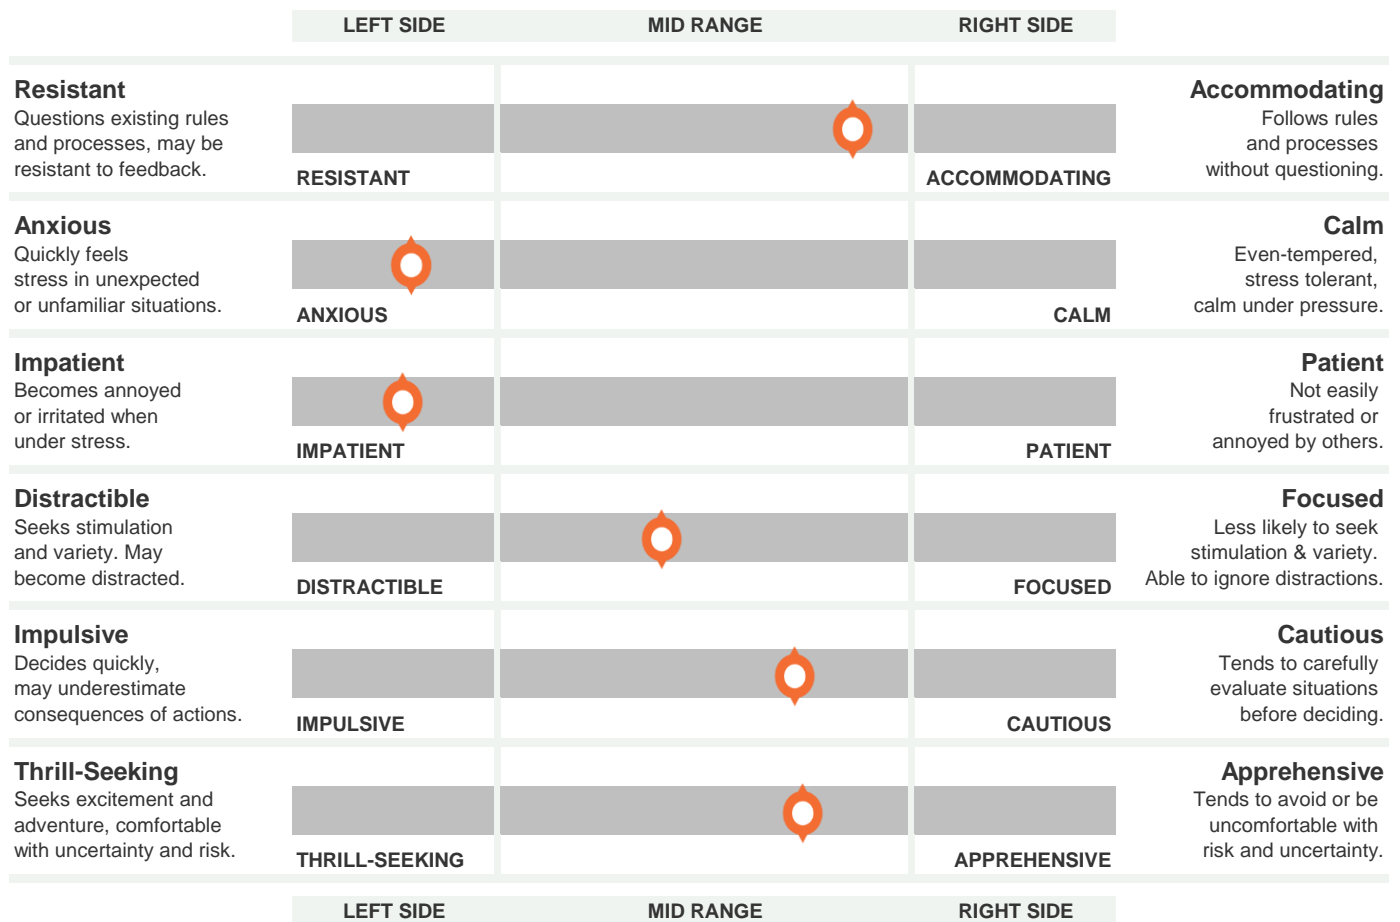 LEFT SIDE MID RANGE RIGHT SIDE
Resistant
Questions existing rules
and processes, may be
resistant to feedback.
RESISTANT
ACCOMMODATING
Accommodating
Follows rules
and processes
without questioning.
Anxious
Quickly feels
stress in unexpected
or unfamiliar situations.
ANXIOUS
CALM
Calm
Even-tempered,
stress tolerant,
calm under pressure.
Impatient
Becomes annoyed
or irritated when
under stress.
IMPATIENT
PATIENT
Patient
Not easily
frustrated or
annoyed by others.
Distractible
Seeks stimulation
and variety. May
become distracted.
DISTRACTIBLE
FOCUSED
Focused
Less likely to seek
stimulation & variety.
Able to ignore distractions.
Impulsive
Decides quickly,
may underestimate
consequences of actions.
IMPULSIVE
CAUTIOUS
Cautious
Tends to carefully
evaluate situations
before deciding.
Thrill-Seeking
Seeks excitement and
adventure, comfortable
with uncertainty and risk.
THRILL-SEEKING
APPREHENSIVE
Apprehensive
Tends to avoid or be
uncomfortable with
risk and uncertainty.
LEFT SIDE MID RANGE RIGHT SIDE